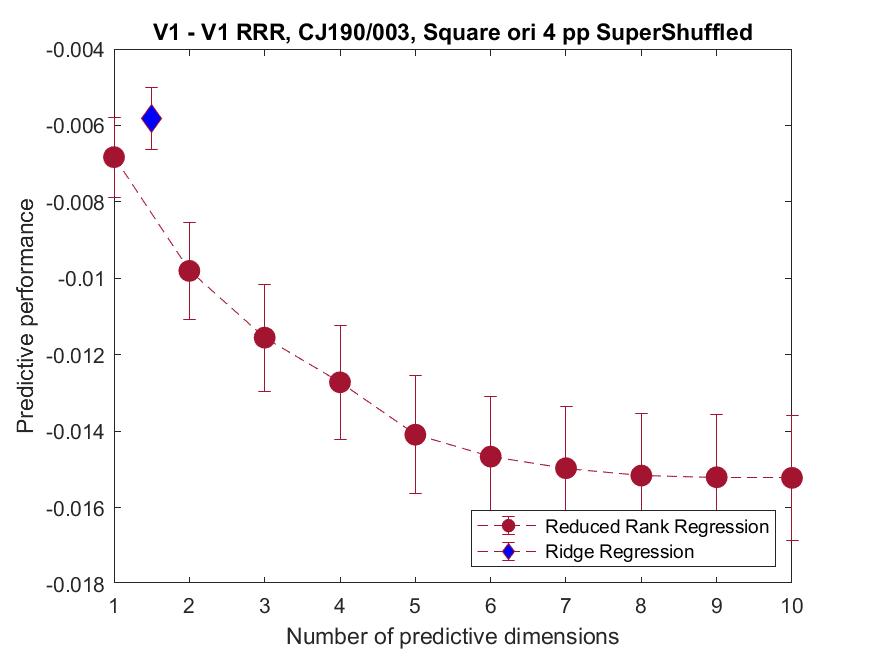 V1 - V1 RRR, CJ190/003, Square ori 4 pp SuperShuffled
-0.004
-0.006
-0.008
-0.01
-0.012
-0.014
-0.016
-0.018
Predictive performance
Reduced Rank Regression
Ridge Regression
1 2 3 4 5 6 7 8 9 10
Number of predictive dimensions